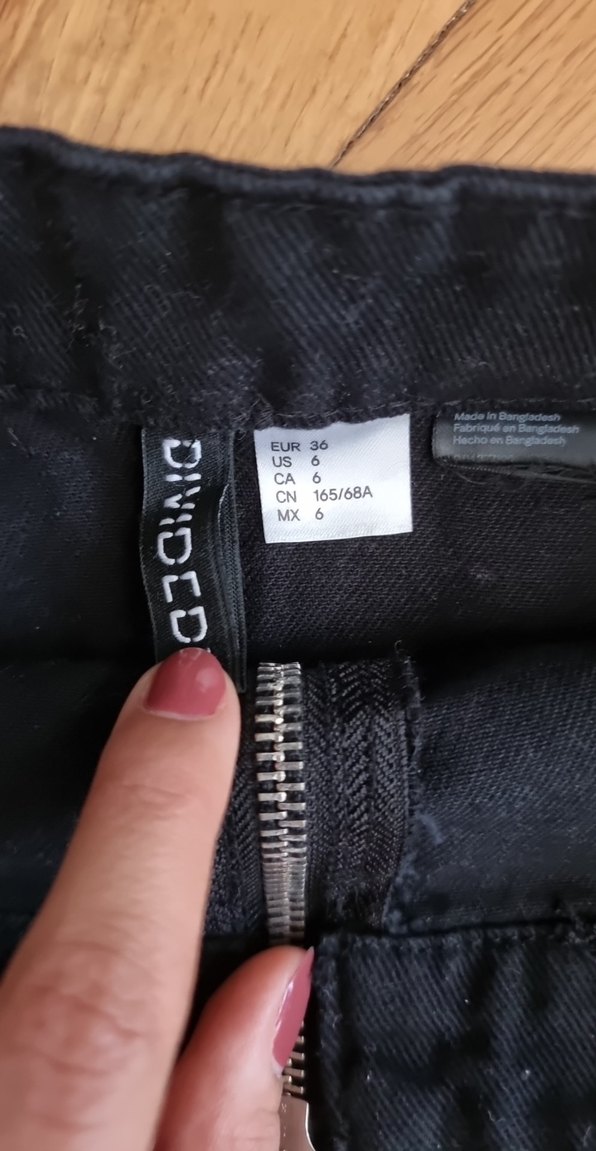 DIVIDED
EUR 36
US 6
CA 6
CN 165/68A
MX 6
Made in Bangladesh
Fabriqué en Bangladesh
Hecho en Bangladesh